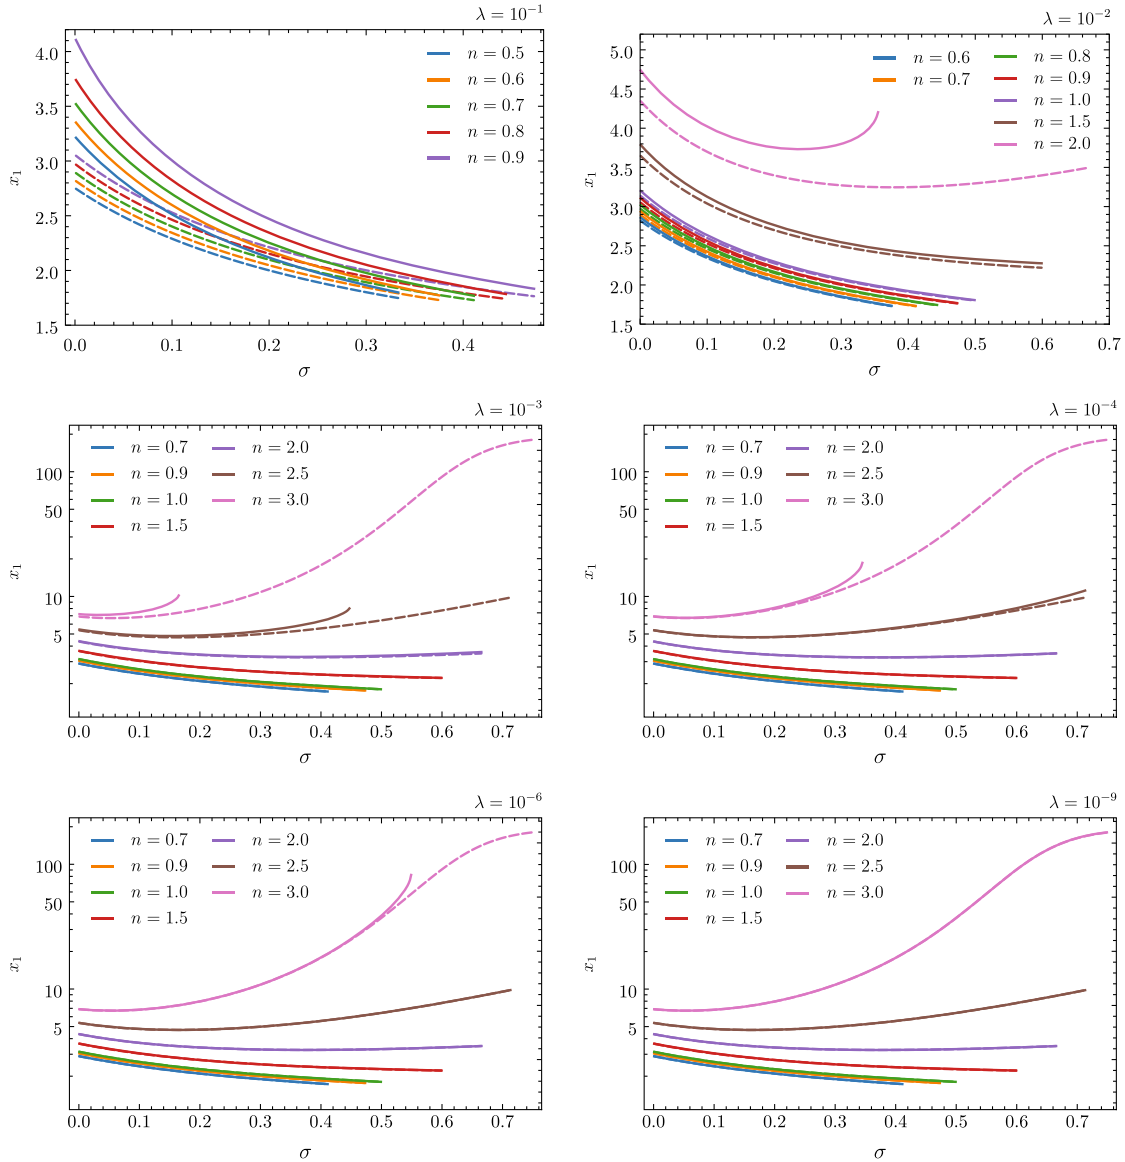 λ = 10⁻¹
4.0
3.5
3.0
2.5
2.0
1.5
x₁
n = 0.5
n = 0.6
n = 0.7
n = 0.8
n = 0.9
0.0 0.1 0.2 0.3 0.4
σ
λ = 10⁻²
5.0
4.5
4.0
3.5
3.0
2.5
2.0
1.5
x₁
n = 0.6
n = 0.7
n = 0.8
n = 0.9
n = 1.0
n = 1.5
n = 2.0
0.0 0.1 0.2 0.3 0.4 0.5 0.6 0.7
σ
λ = 10⁻³
100
50
10
5
x₁
n = 0.7
n = 0.9
n = 1.0
n = 1.5
n = 2.0
n = 2.5
n = 3.0
0.0 0.1 0.2 0.3 0.4 0.5 0.6 0.7
σ
λ = 10⁻⁴
100
50
10
5
x₁
n = 0.7
n = 0.9
n = 1.0
n = 1.5
n = 2.0
n = 2.5
n = 3.0
0.0 0.1 0.2 0.3 0.4 0.5 0.6 0.7
σ
λ = 10⁻⁶
100
50
10
5
x₁
n = 0.7
n = 0.9
n = 1.0
n = 1.5
n = 2.0
n = 2.5
n = 3.0
0.0 0.1 0.2 0.3 0.4 0.5 0.6 0.7
σ
λ = 10⁻⁹
100
50
10
5
x₁
n = 0.7
n = 0.9
n = 1.0
n = 1.5
n = 2.0
n = 2.5
n = 3.0
0.0 0.1 0.2 0.3 0.4 0.5 0.6 0.7
σ